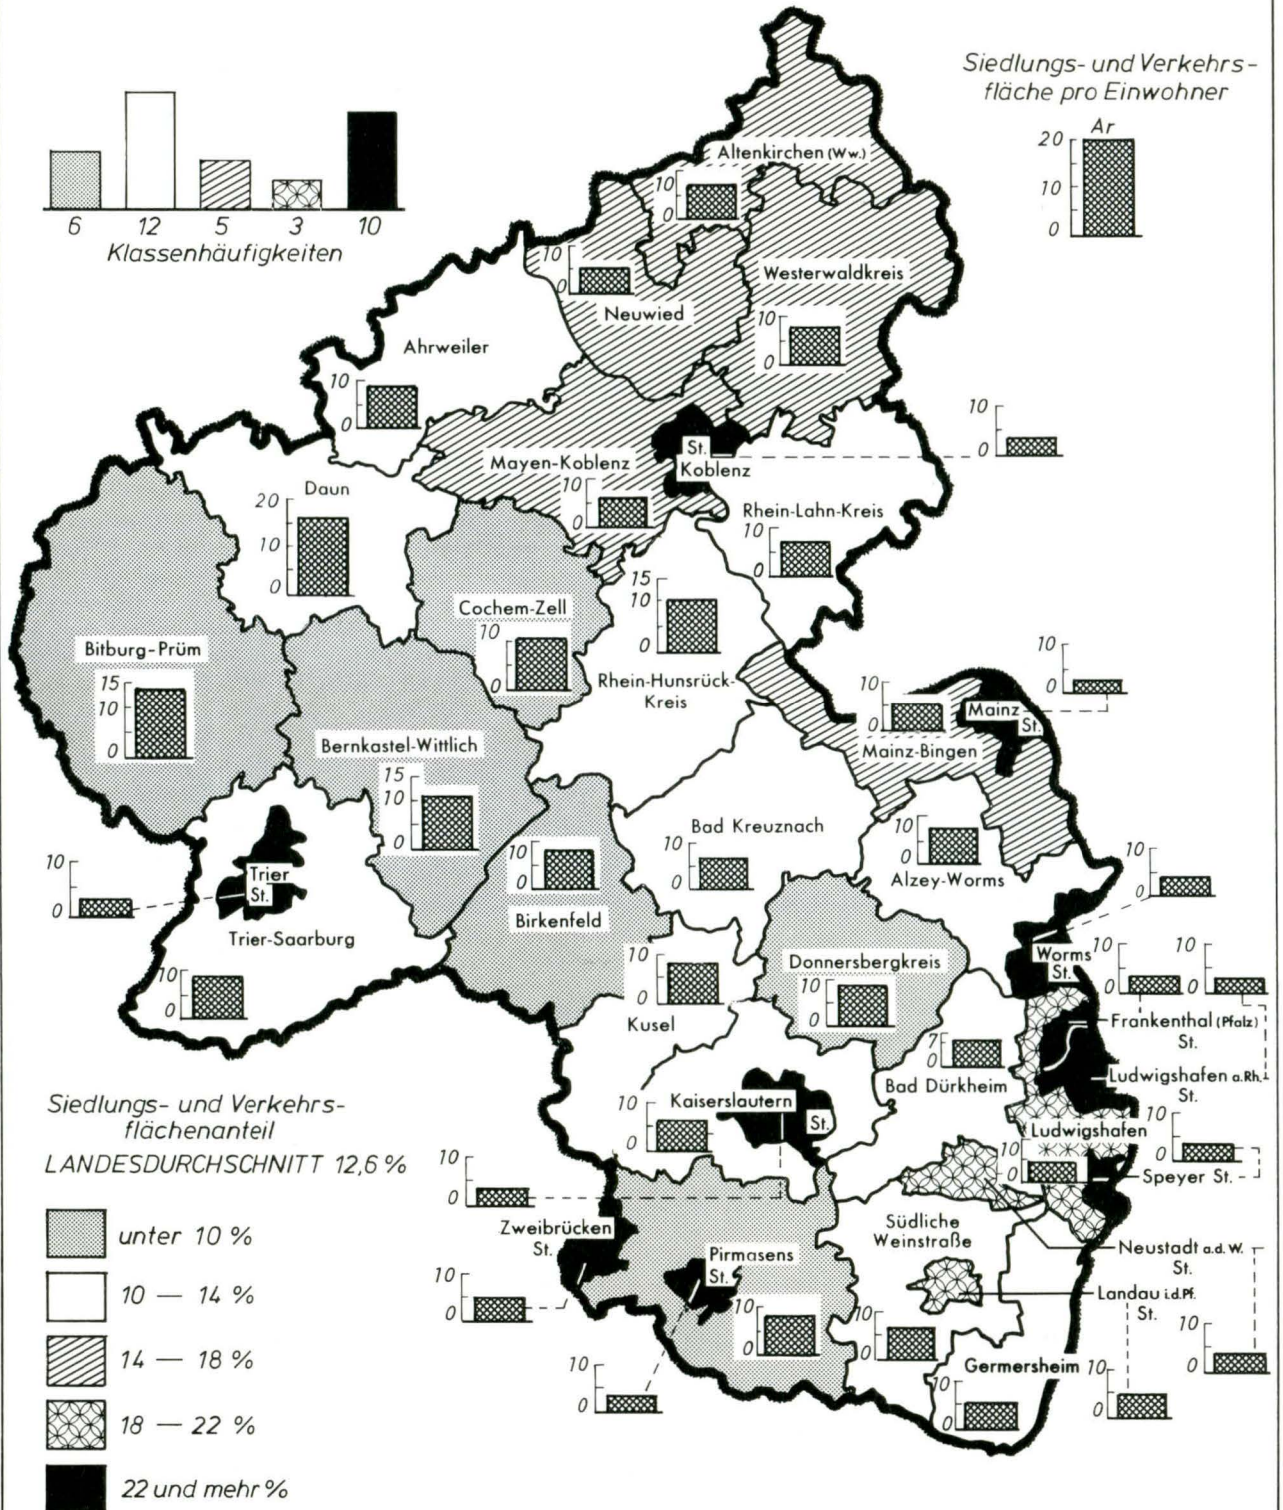 Siedlungs- und Verkehrs-
fläche pro Einwohner
Ar
20
10
0
6 12 5 3 10
Klassenhäufigkeiten
Altenkirchen (Ww.)
10
0
10
0
Neuwied
Westerwaldkreis
10
0
Ahrweiler
10
0
10
0
Mayen-Koblenz
10
0
St.
Koblenz
Daun
20
10
0
Rhein-Lahn-Kreis
10
0
Cochem-Zell
10
0
15
10
0
Rhein-Hunsrück-
Kreis
Bitburg-Prüm
15
10
0
10
0
10
0
Mainz
St.
Mainz-Bingen
Bernkastel-Wittlich
15
10
0
Bad Kreuznach
10
0
10
0
Alzey-Worms
10
0
Birkenfeld
10
0
Trier
St.
10
0
Trier-Saarburg
10
0
10
0
Worms
St.
10
0
10
0
Donnersbergkreis
10
0
10
0
Kusel
Frankenthal (Pfalz)
St.
7
0
Bad Dürkheim
Ludwigshafen a.Rh.
St.
Kaiserslautern
St.
10
0
Ludwigshafen
10
0
10
0
Speyer St.
Siedlungs- und Verkehrs-
flächenanteil
LANDESDURCHSCHNITT 12,6 %
10
0
Zweibrücken
St.
10
0
Pirmasens
St.
10
0
10
0
Südliche
Weinstraße
10
0
Neustadt a.d.W.
St.
Landau i.d.Pf.
St.
10
0
Germersheim
10
0
10
0
unter 10 %
10 — 14 %
14 — 18 %
18 — 22 %
22 und mehr %